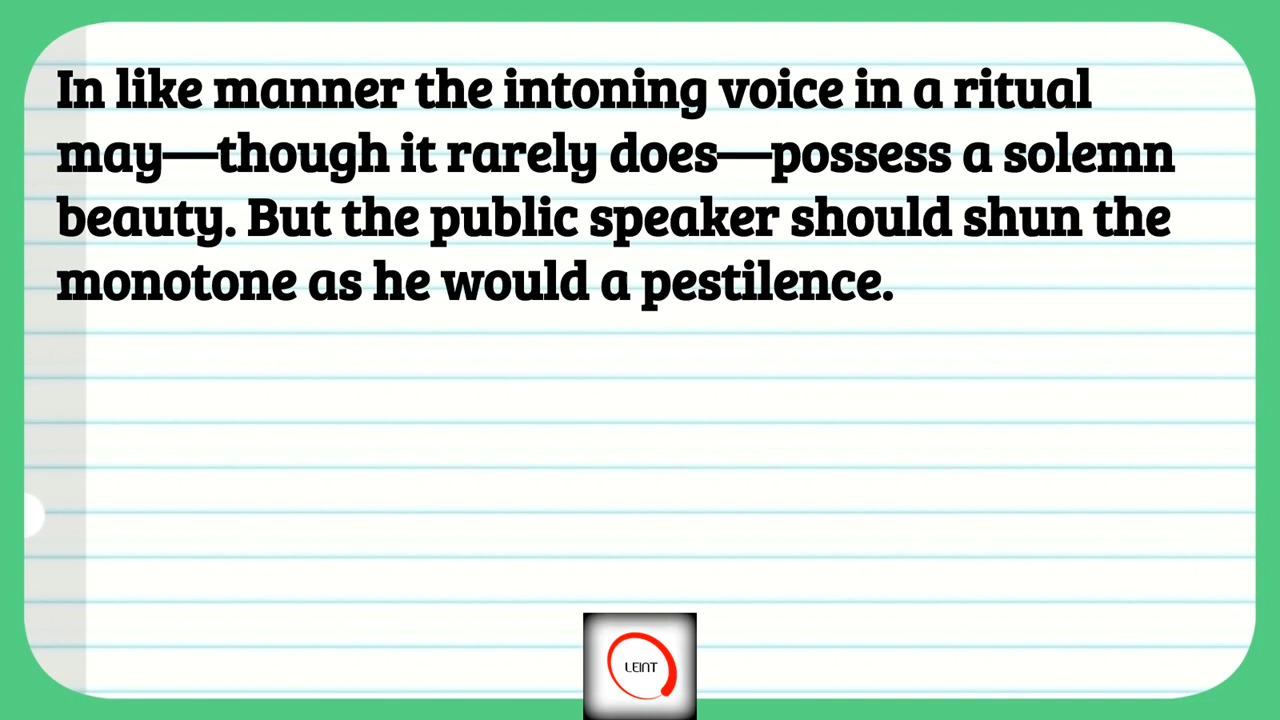 In like manner the intoning voice in a ritual
may—though it rarely does—possess a solemn
beauty. But the public speaker should shun the
monotone as he would a pestilence.
LEINT